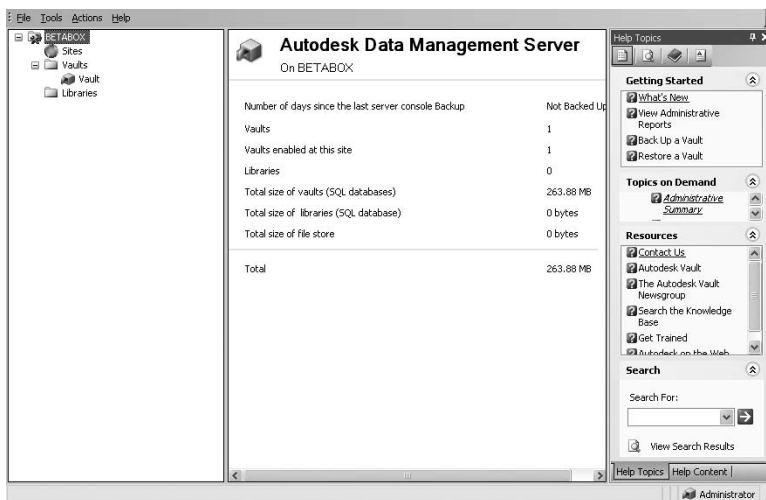 File Tools Actions Help
BETABOX
Sites
Vaults
Vault
Libraries
Autodesk Data Management Server
On BETABOX
Number of days since the last server console Backup Not Backed Up
Vaults 1
Vaults enabled at this site 1
Libraries 0
Total size of vaults (SQL databases) 263.88 MB
Total size of libraries (SQL database) 0 bytes
Total size of file store 0 bytes
Total 263.88 MB
Help Topics
Getting Started
What's New
View Administrative
Reports
Back Up a Vault
Restore a Vault
Topics on Demand
Administrative
Summary
Resources
Contact Us
Autodesk Vault
The Autodesk Vault
Newsgroup
Search the Knowledge
Base
Get Trained
Autodesk on the Web
Search
Search For:
View Search Results
Help Topics Help Content
Administrator